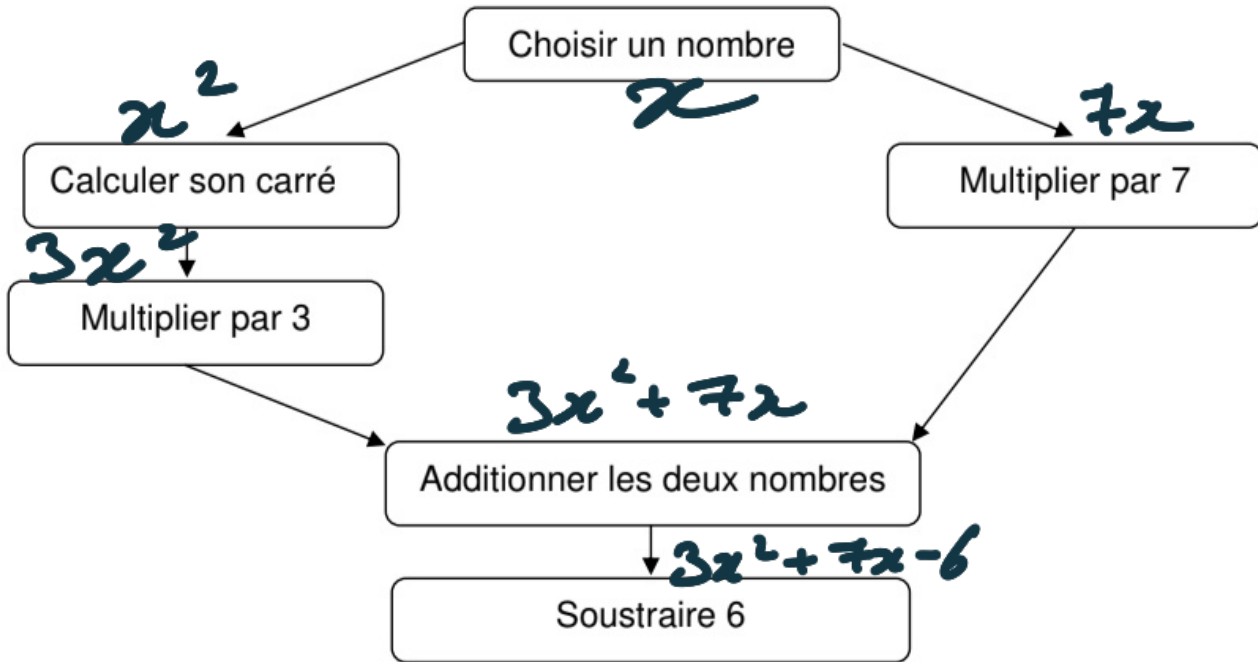 Choisir un nombre
x
x²
7x
Calculer son carré
Multiplier par 7
3x²
Multiplier par 3
3x² + 7x
Additionner les deux nombres
3x² + 7x - 6
Soustraire 6